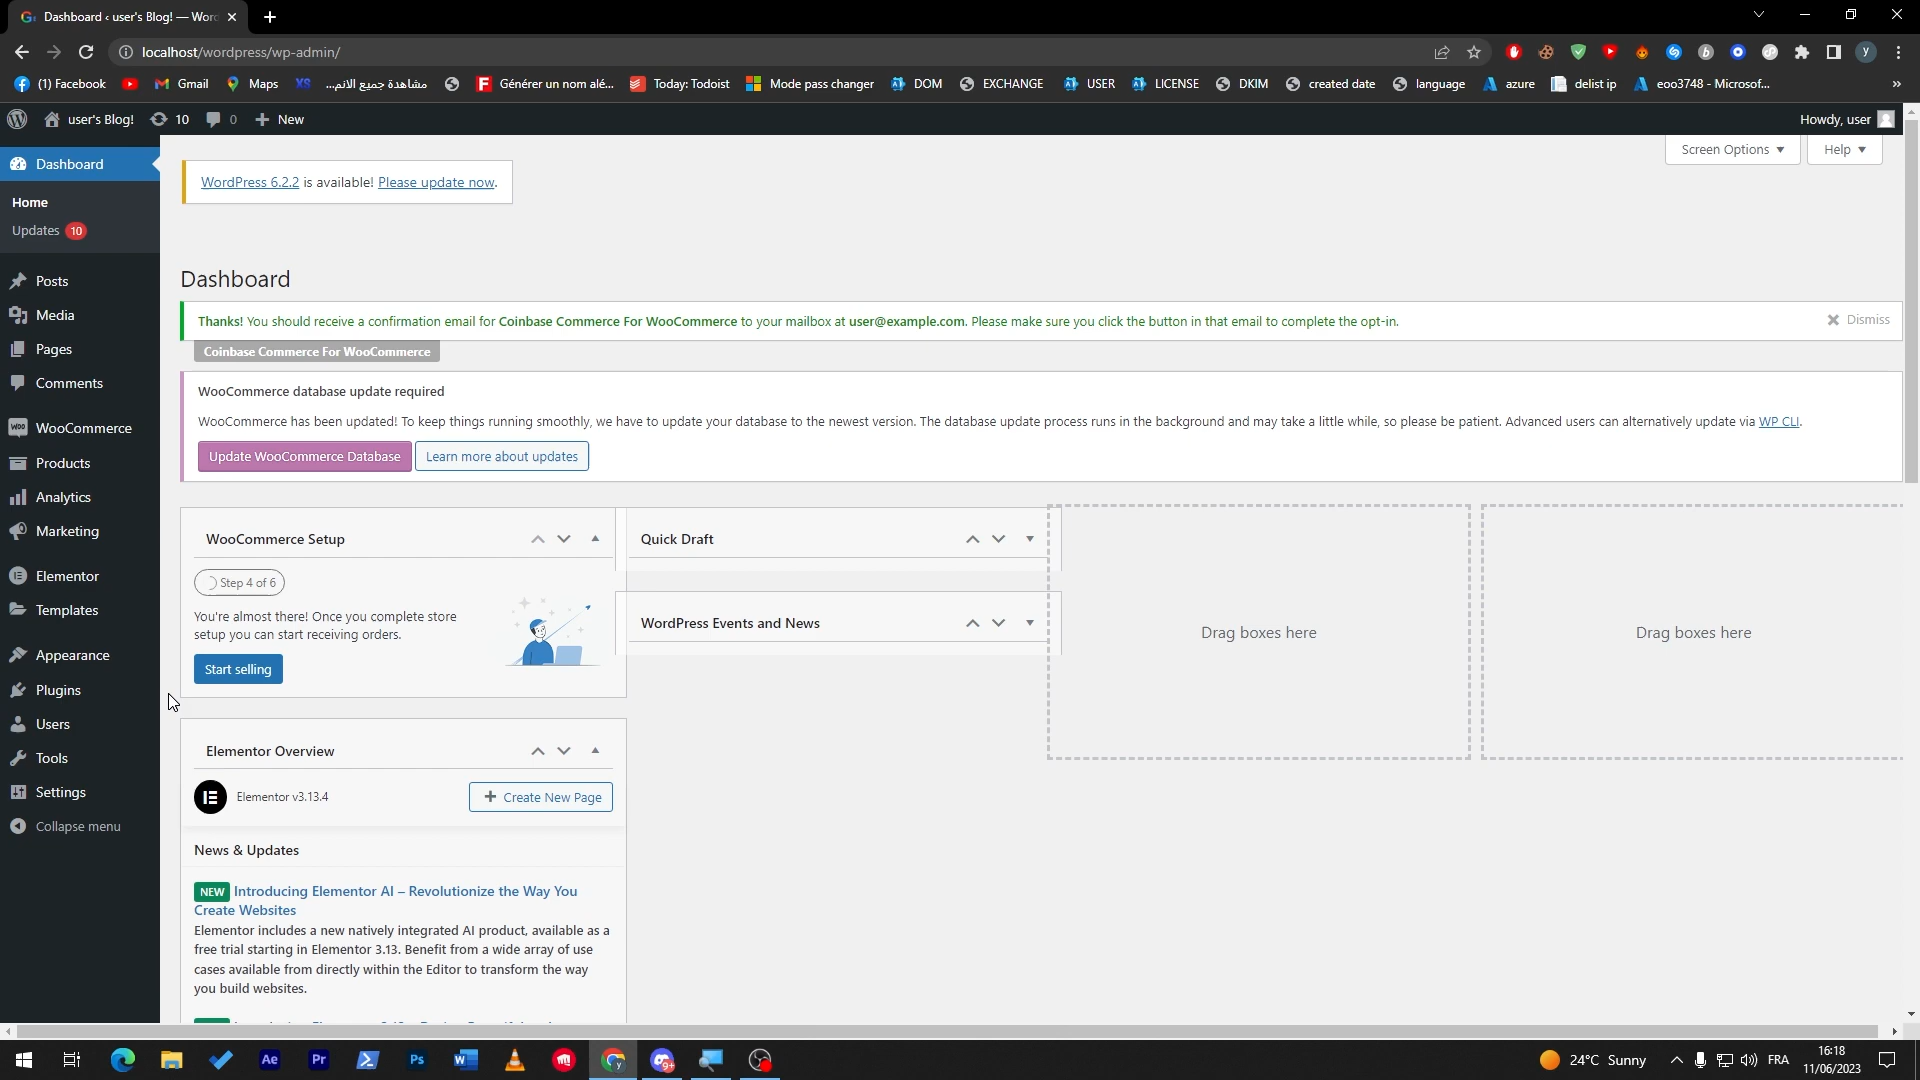 Dashboard ‹ user's Blog! — Wor
localhost/wordpress/wp-admin/
y
(1) Facebook
Gmail
Maps
XS
مشاهدة جميع الانم...
Générer un nom alé...
Today: Todoist
Mode pass changer
DOM
EXCHANGE
USER
LICENSE
DKIM
created date
language
azure
delist ip
eoo3748 - Microsof...
»
user's Blog!
10
0
New
Howdy, user
Dashboard
Home
Updates 10
Posts
Media
Pages
Comments
WooCommerce
Products
Analytics
Marketing
Elementor
Templates
Appearance
Plugins
Users
Tools
Settings
Collapse menu
Screen Options
Help
WordPress 6.2.2 is available! Please update now.
Dashboard
Thanks! You should receive a confirmation email for Coinbase Commerce For WooCommerce to your mailbox at user@example.com. Please make sure you click the button in that email to complete the opt-in.
Dismiss
Coinbase Commerce For WooCommerce
WooCommerce database update required
WooCommerce has been updated! To keep things running smoothly, we have to update your database to the newest version. The database update process runs in the background and may take a little while, so please be patient. Advanced users can alternatively update via WP CLI.
Update WooCommerce Database
Learn more about updates
WooCommerce Setup
Step 4 of 6
You're almost there! Once you complete store
setup you can start receiving orders.
Start selling
Quick Draft
WordPress Events and News
Drag boxes here
Drag boxes here
Elementor Overview
Elementor v3.13.4
Create New Page
News & Updates
NEW Introducing Elementor AI – Revolutionize the Way You
Create Websites
Elementor includes a new natively integrated AI product, available as a
free trial starting in Elementor 3.13. Benefit from a wide array of use
cases available from directly within the Editor to transform the way
you build websites.
Ae
Pr
Ps
24°C Sunny
FRA
16:18
11/06/2023